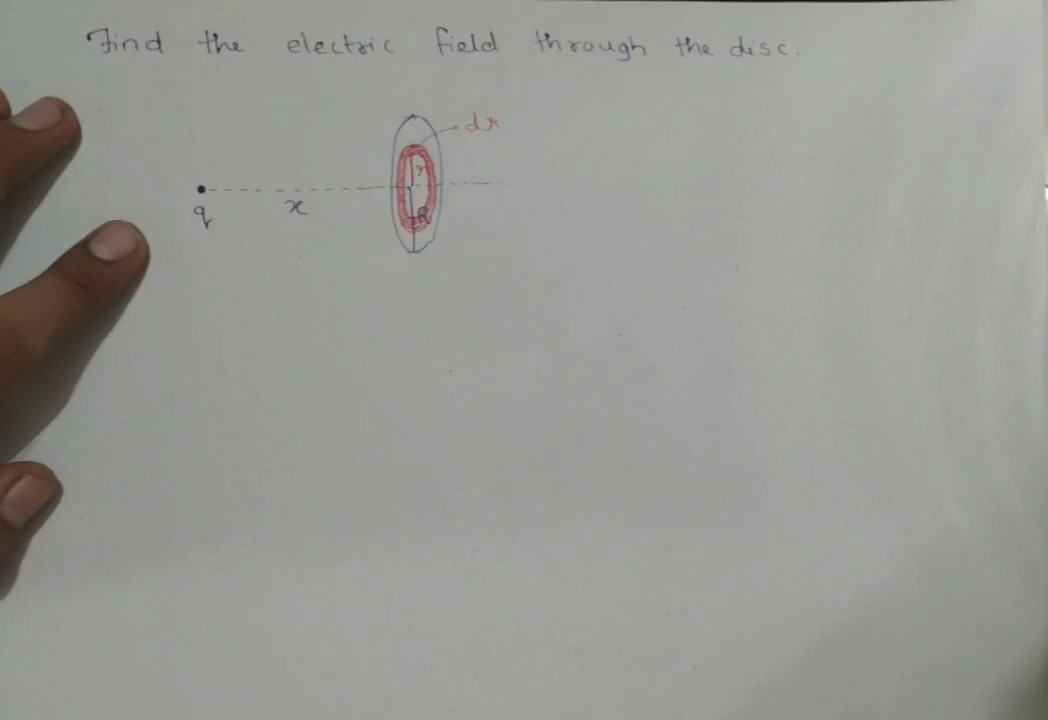 Find the electric field through the disc.
dr
r
q
x
R